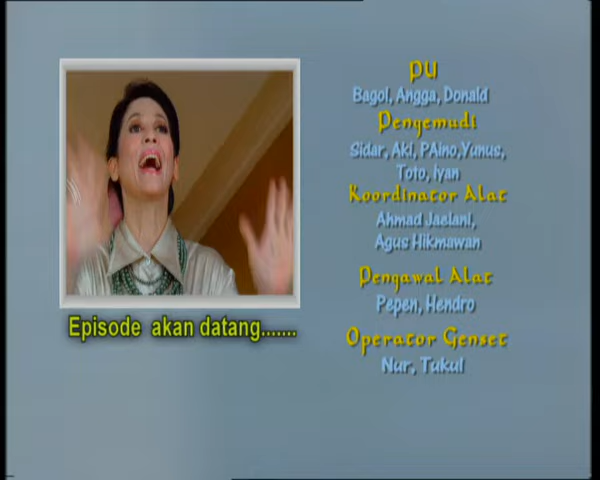 PU
Bagol, Angga, Donald
Pengemudi
Sidar, Aki, PAino,Yunus,
Toto, Iyan
Koordinator Alat
Ahmad Jaelani,
Agus Hikmawan
Pengawal Alat
Pepen, Hendro
Operator Genset
Nur, Tukul
Episode akan datang.......